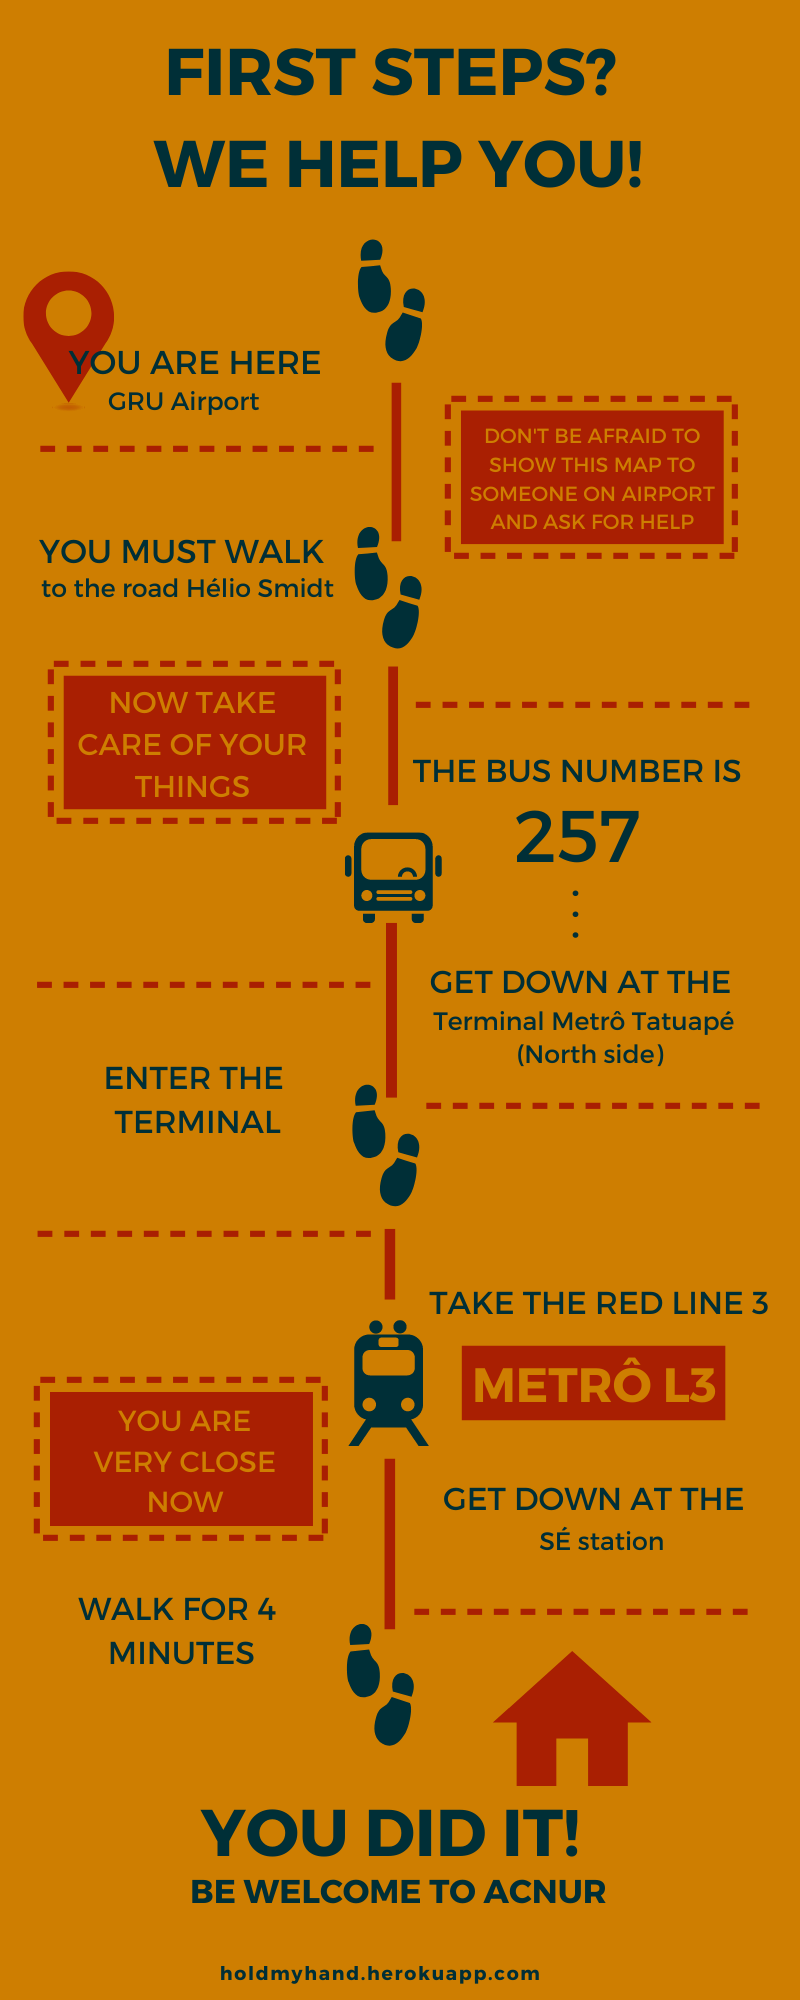 FIRST STEPS?
WE HELP YOU!
YOU ARE HERE
GRU Airport
DON'T BE AFRAID TO
SHOW THIS MAP TO
SOMEONE ON AIRPORT
AND ASK FOR HELP
YOU MUST WALK
to the road Hélio Smidt
NOW TAKE
CARE OF YOUR
THINGS
THE BUS NUMBER IS
257
GET DOWN AT THE
Terminal Metrô Tatuapé
(North side)
ENTER THE
TERMINAL
TAKE THE RED LINE 3
METRÔ L3
YOU ARE
VERY CLOSE
NOW
GET DOWN AT THE
SÉ station
WALK FOR 4
MINUTES
YOU DID IT!
BE WELCOME TO ACNUR
holdmyhand.herokuapp.com